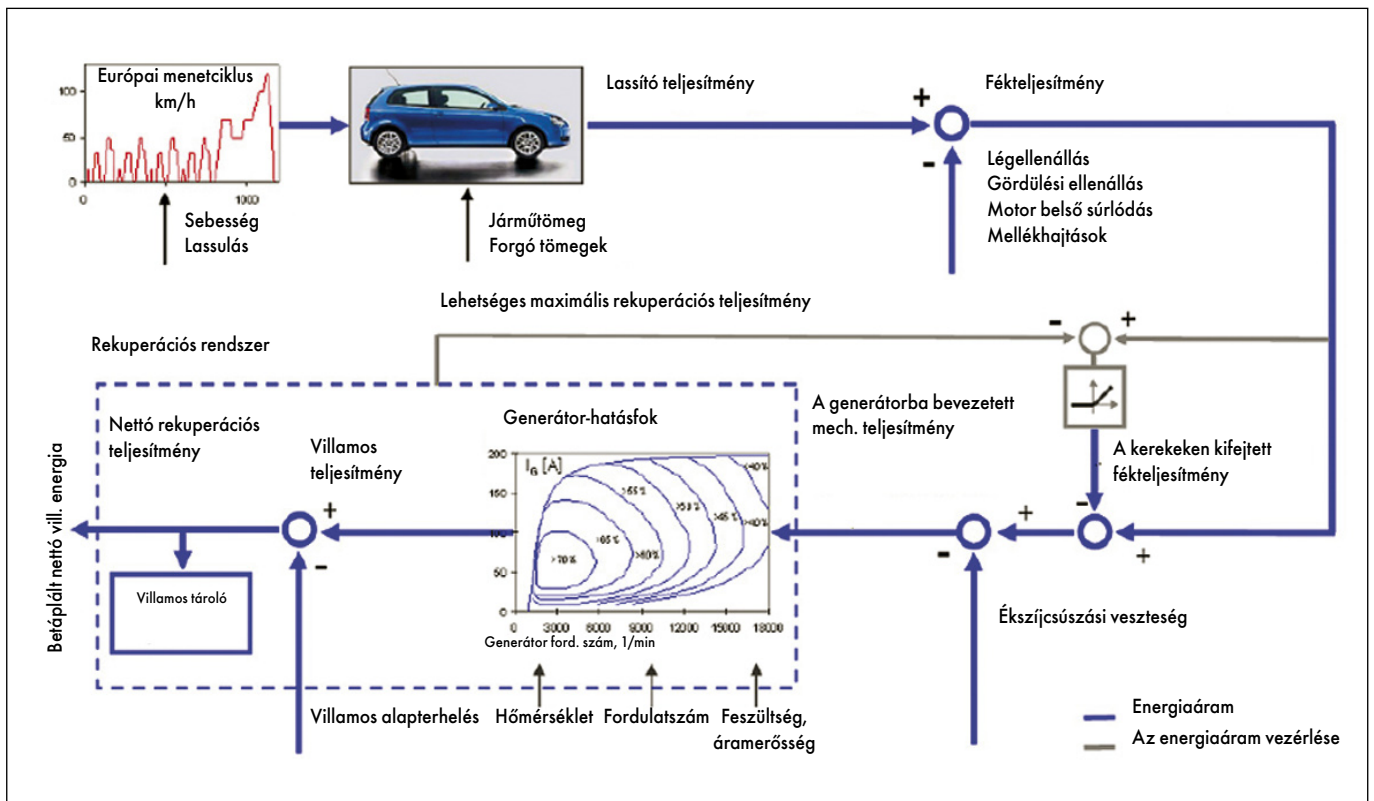 Európai menetciklus
km/h
100
50
0
0
1000
Sebesség
Lassulás
Járműtömeg
Forgó tömegek
Lassító teljesítmény
+
-
Fékteljesítmény
Légellenállás
Gördülési ellenállás
Motor belső súrlódás
Mellékhajtások
Lehetséges maximális rekuperációs teljesítmény
-
+
Rekuperációs rendszer
Nettó rekuperációs
teljesítmény
Villamos
teljesítmény
Generátor-hatásfok
A generátorba bevezetett
mech. teljesítmény
A kerekeken kifejtett
fékteljesítmény
Betáplált nettó vill. energia
Villamos tároló
+
−
I_G [A]
200
150
100
50
0
>70%
>65%
>60%
>55%
>50%
>45%
>40%
<40%
0 3000 6000 9000 12000 15000 18000
Generátor ford. szám, 1/min
-
+
-
+
Ékszíjcsúszási veszteség
Villamos alapterhelés
Hőmérséklet
Fordulatszám
Feszültség,
áramerősség
Energiaáram
Az energiaáram vezérlése